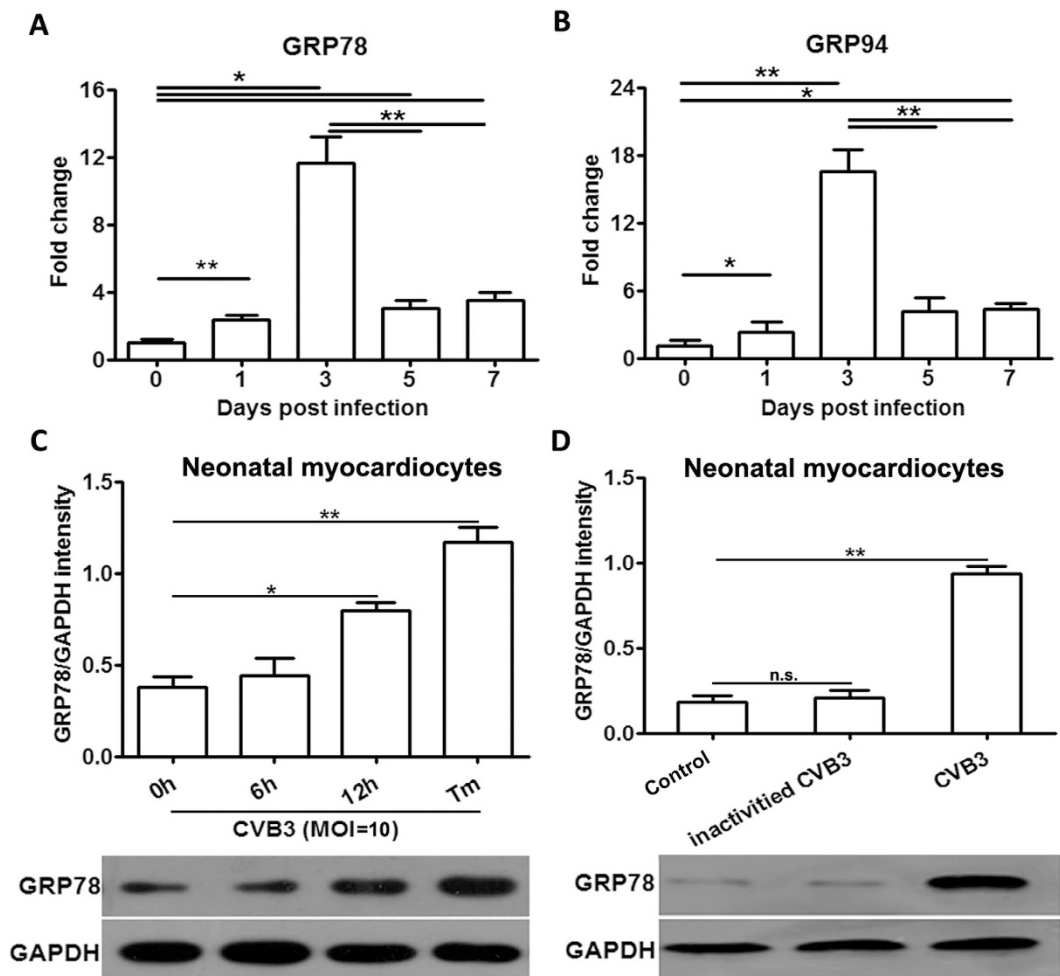 A
GRP78
Fold change
16
12
8
4
0
*
**
**
0 1 3 5 7
Days post infection
B
GRP94
Fold change
24
18
12
6
0
**
*
**
*
0 1 3 5 7
Days post infection
C
Neonatal myocardiocytes
GRP78/GAPDH intensity
1.5
1.0
0.5
0.0
**
*
0h 6h 12h Tm
CVB3 (MOI=10)
GRP78
GAPDH
D
Neonatal myocardiocytes
GRP78/GAPDH intensity
1.5
1.0
0.5
0.0
**
n.s.
Control inactivitied CVB3 CVB3
GRP78
GAPDH